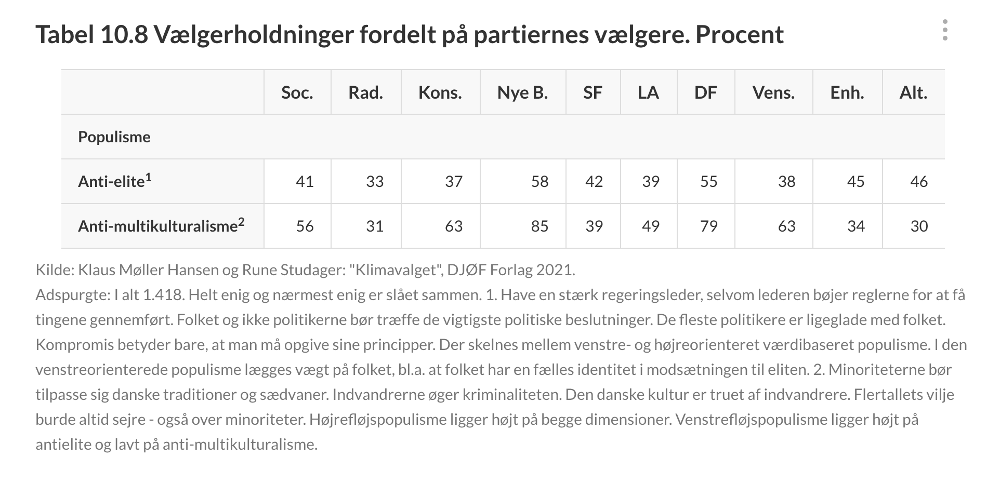 Tabel 10.8 Vælgerholdninger fordelt på partiernes vælgere. Procent
Soc. Rad. Kons. Nye B. SF LA DF Vens. Enh. Alt.
Populisme
Anti-elite1 41 33 37 58 42 39 55 38 45 46
Anti-multikulturalisme2 56 31 63 85 39 49 79 63 34 30
Kilde: Klaus Møller Hansen og Rune Studager: "Klimavalget", DJØF Forlag 2021.
Adspurgte: I alt 1.418. Helt enig og nærmest enig er slået sammen. 1. Have en stærk regeringsleder, selvom lederen bøjer reglerne for at få
tingene gennemført. Folket og ikke politikerne bør træffe de vigtigste politiske beslutninger. De fleste politikere er ligeglade med folket.
Kompromis betyder bare, at man må opgive sine principper. Der skelnes mellem venstre- og højreorienteret værdibaseret populisme. I den
venstreorienterede populisme lægges vægt på folket, bl.a. at folket har en fælles identitet i modsætningen til eliten. 2. Minoriteterne bør
tilpasse sig danske traditioner og sædvaner. Indvandrerne øger kriminaliteten. Den danske kultur er truet af indvandrere. Flertallets vilje
burde altid sejre - også over minoriteter. Højrefløjspopulisme ligger højt på begge dimensioner. Venstrefløjspopulisme ligger højt på
antielite og lavt på anti-multikulturalisme.